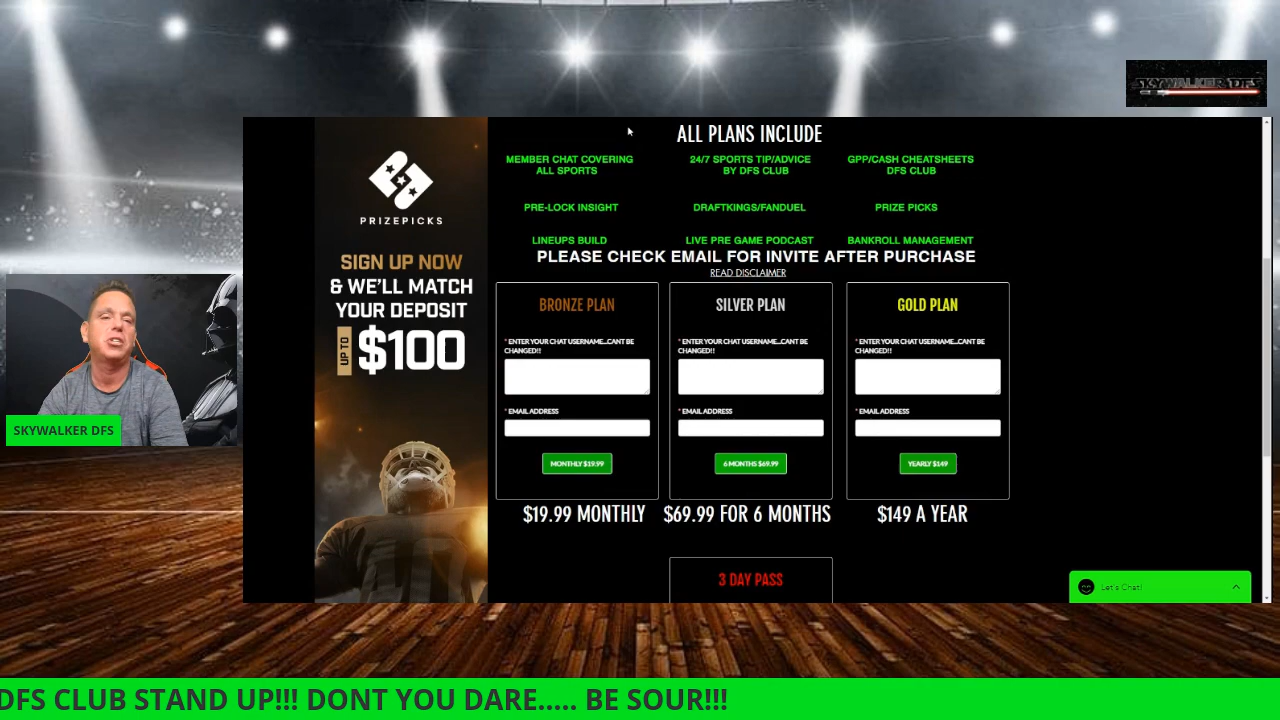 SKYWALKER DFS
ALL PLANS INCLUDE
MEMBER CHAT COVERING
ALL SPORTS
24/7 SPORTS TIP/ADVICE
BY DFS CLUB
GPP/CASH CHEATSHEETS
DFS CLUB
PRE-LOCK INSIGHT
DRAFTKINGS/FANDUEL
PRIZE PICKS
LINEUPS BUILD
LIVE PRE GAME PODCAST
BANKROLL MANAGEMENT
PLEASE CHECK EMAIL FOR INVITE AFTER PURCHASE
READ DISCLAIMER
PRIZEPICKS
SIGN UP NOW
& WE'LL MATCH
YOUR DEPOSIT
UP TO $100
BRONZE PLAN
* ENTER YOUR CHAT USERNAME...CANT BE
CHANGED!!
* EMAIL ADDRESS
MONTHLY $19.99
$19.99 MONTHLY
SILVER PLAN
* ENTER YOUR CHAT USERNAME...CANT BE
CHANGED!!
* EMAIL ADDRESS
6 MONTHS $69.99
$69.99 FOR 6 MONTHS
GOLD PLAN
* ENTER YOUR CHAT USERNAME...CANT BE
CHANGED!!
* EMAIL ADDRESS
YEARLY $149
$149 A YEAR
3 DAY PASS
Let's Chat!
SKYWALKER DFS
DFS CLUB STAND UP!!! DONT YOU DARE..... BE SOUR!!!